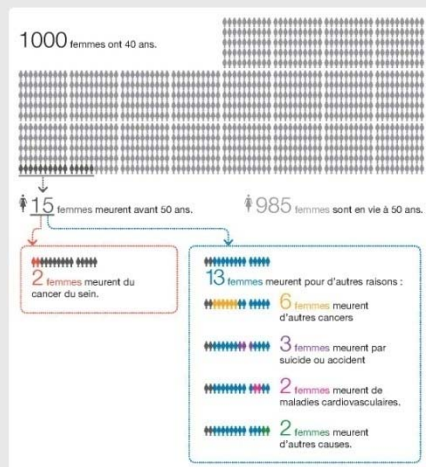 1000 femmes ont 40 ans.
15 femmes meurent avant 50 ans.
985 femmes sont en vie à 50 ans.
2 femmes meurent du
cancer du sein.
13 femmes meurent pour d'autres raisons :
6 femmes meurent
d'autres cancers
3 femmes meurent par
suicide ou accident
2 femmes meurent de
maladies cardiovasculaires.
2 femmes meurent
d'autres causes.